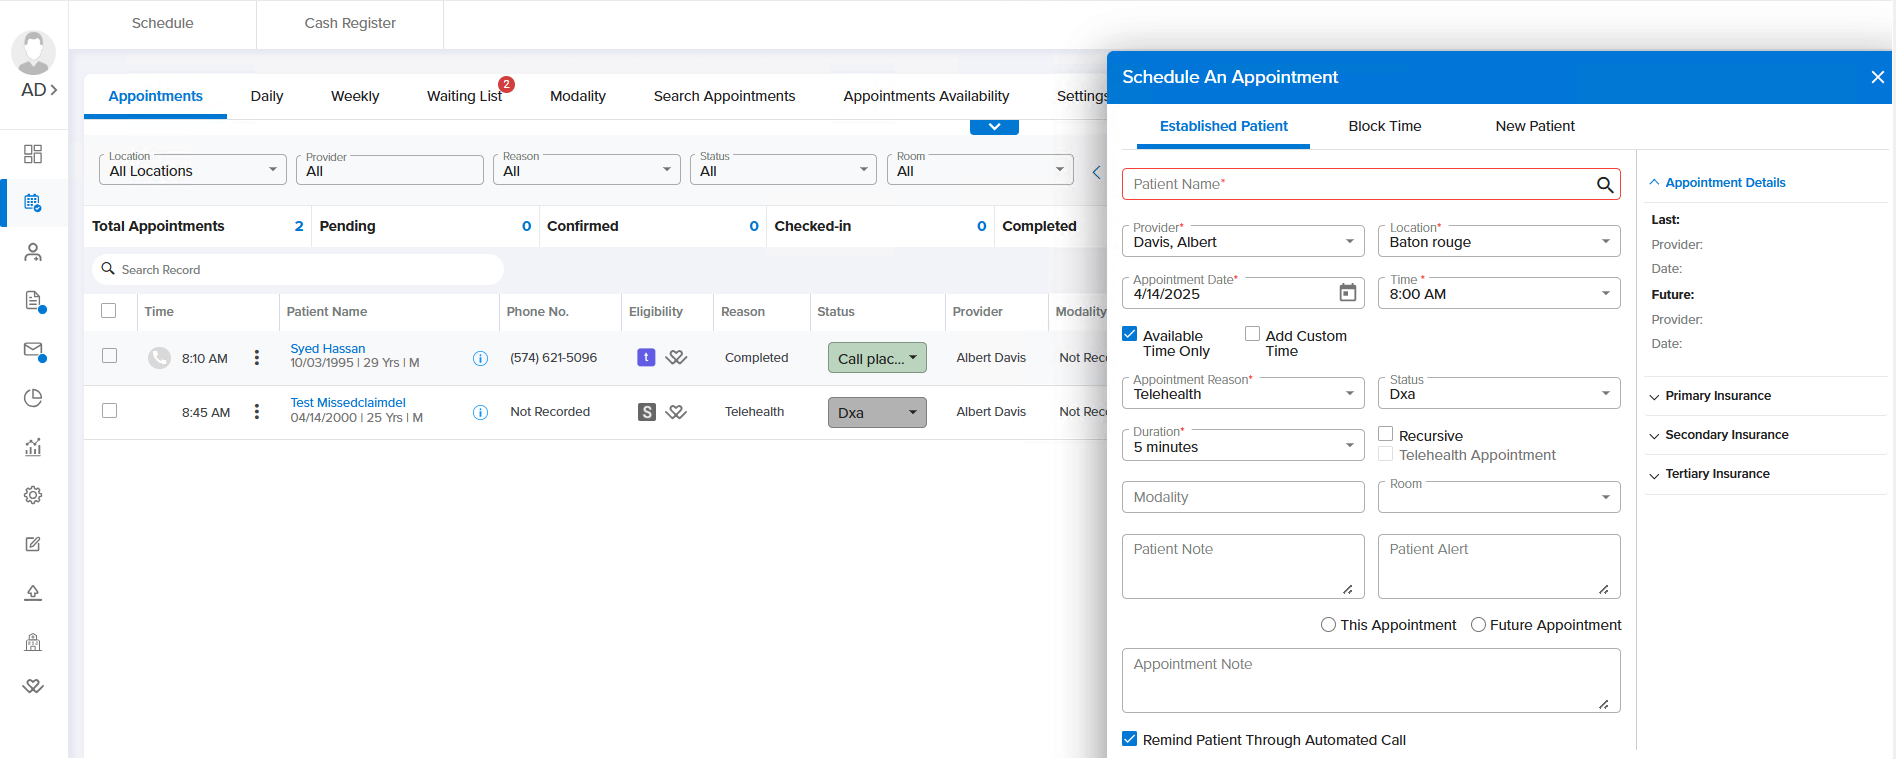 Schedule
Cash Register
AD
Appointments
Daily
Weekly
Waiting List
2
Modality
Search Appointments
Appointments Availability
Settings
Location
All Locations
Provider
All
Reason
All
Status
All
Room
All
Total Appointments 2
Pending 0
Confirmed 0
Checked-in 0
Completed
Search Record
Time
Patient Name
Phone No.
Eligibility
Reason
Status
Provider
Modality
8:10 AM
Syed Hassan
10/03/1995 | 29 Yrs | M
(574) 621-5096
t
Completed
Call plac...
Albert Davis
Not Rec
8:45 AM
Test Missedclaimdel
04/14/2000 | 25 Yrs | M
Not Recorded
S
Telehealth
Dxa
Albert Davis
Not Rec
Schedule An Appointment
Established Patient
Block Time
New Patient
Patient Name*
Provider*
Davis, Albert
Location*
Baton rouge
Appointment Date*
4/14/2025
Time *
8:00 AM
Available
Time Only
Add Custom
Time
Appointment Reason*
Telehealth
Status
Dxa
Duration*
5 minutes
Recursive
Telehealth Appointment
Modality
Room
Patient Note
Patient Alert
This Appointment
Future Appointment
Appointment Note
Remind Patient Through Automated Call
Appointment Details
Last:
Provider:
Date:
Future:
Provider:
Date:
Primary Insurance
Secondary Insurance
Tertiary Insurance